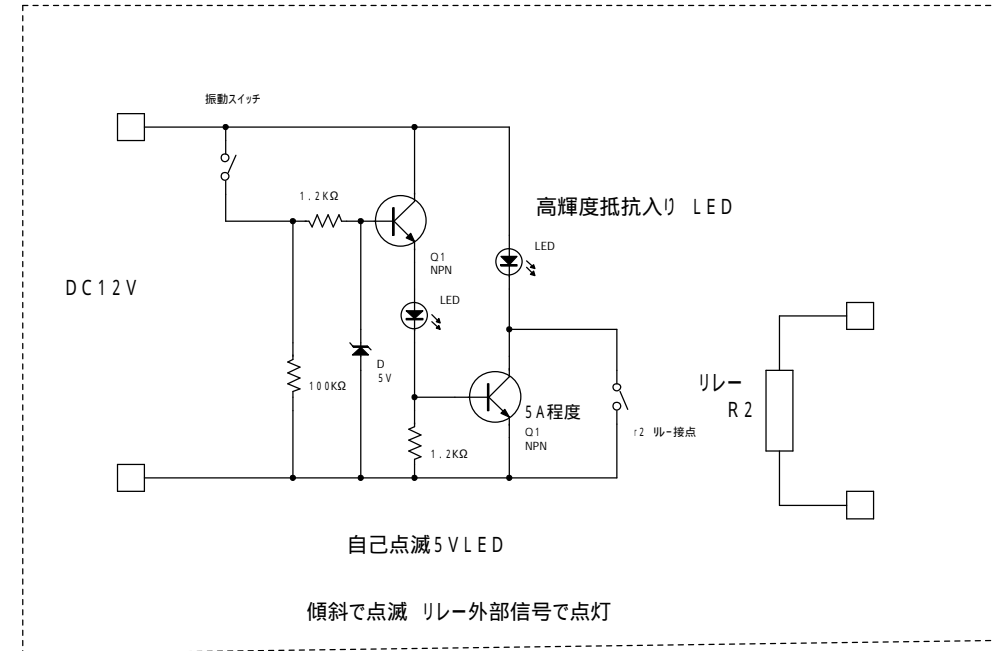 振動スイッチ
1.2KΩ
高輝度抵抗入り LED
LED
Q1
NPN
DC12V
LED
D
5V
100KΩ
リレー
R2
5A程度
Q1
NPN
r2 リレー接点
1.2KΩ
自己点滅5VLED
傾斜で点滅 リレー外部信号で点灯